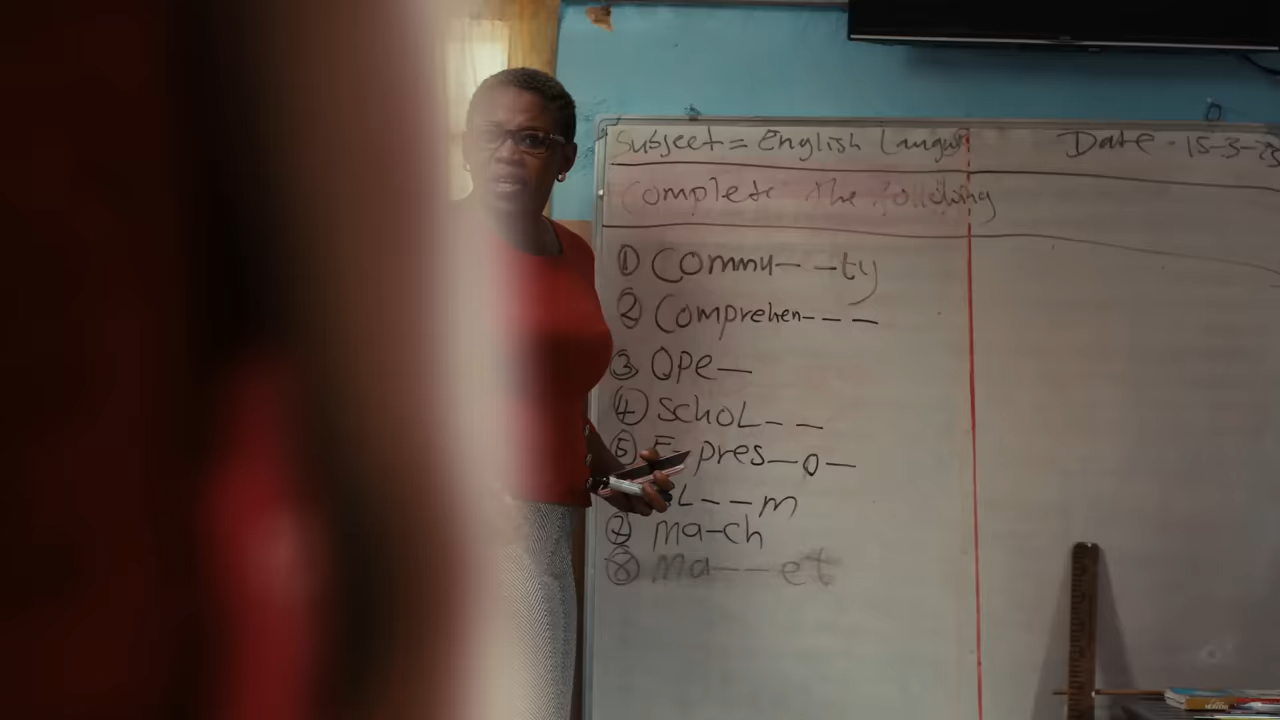 Subject = English Langu
Date - 15-3-23
Complete the following
① Commu- -ty
② Comprehen- - -
③ Ope-
④ SchoL- -
⑤ E-pres-o-
L- - -m
⑦ ma-ch
⑧ ma- - -et